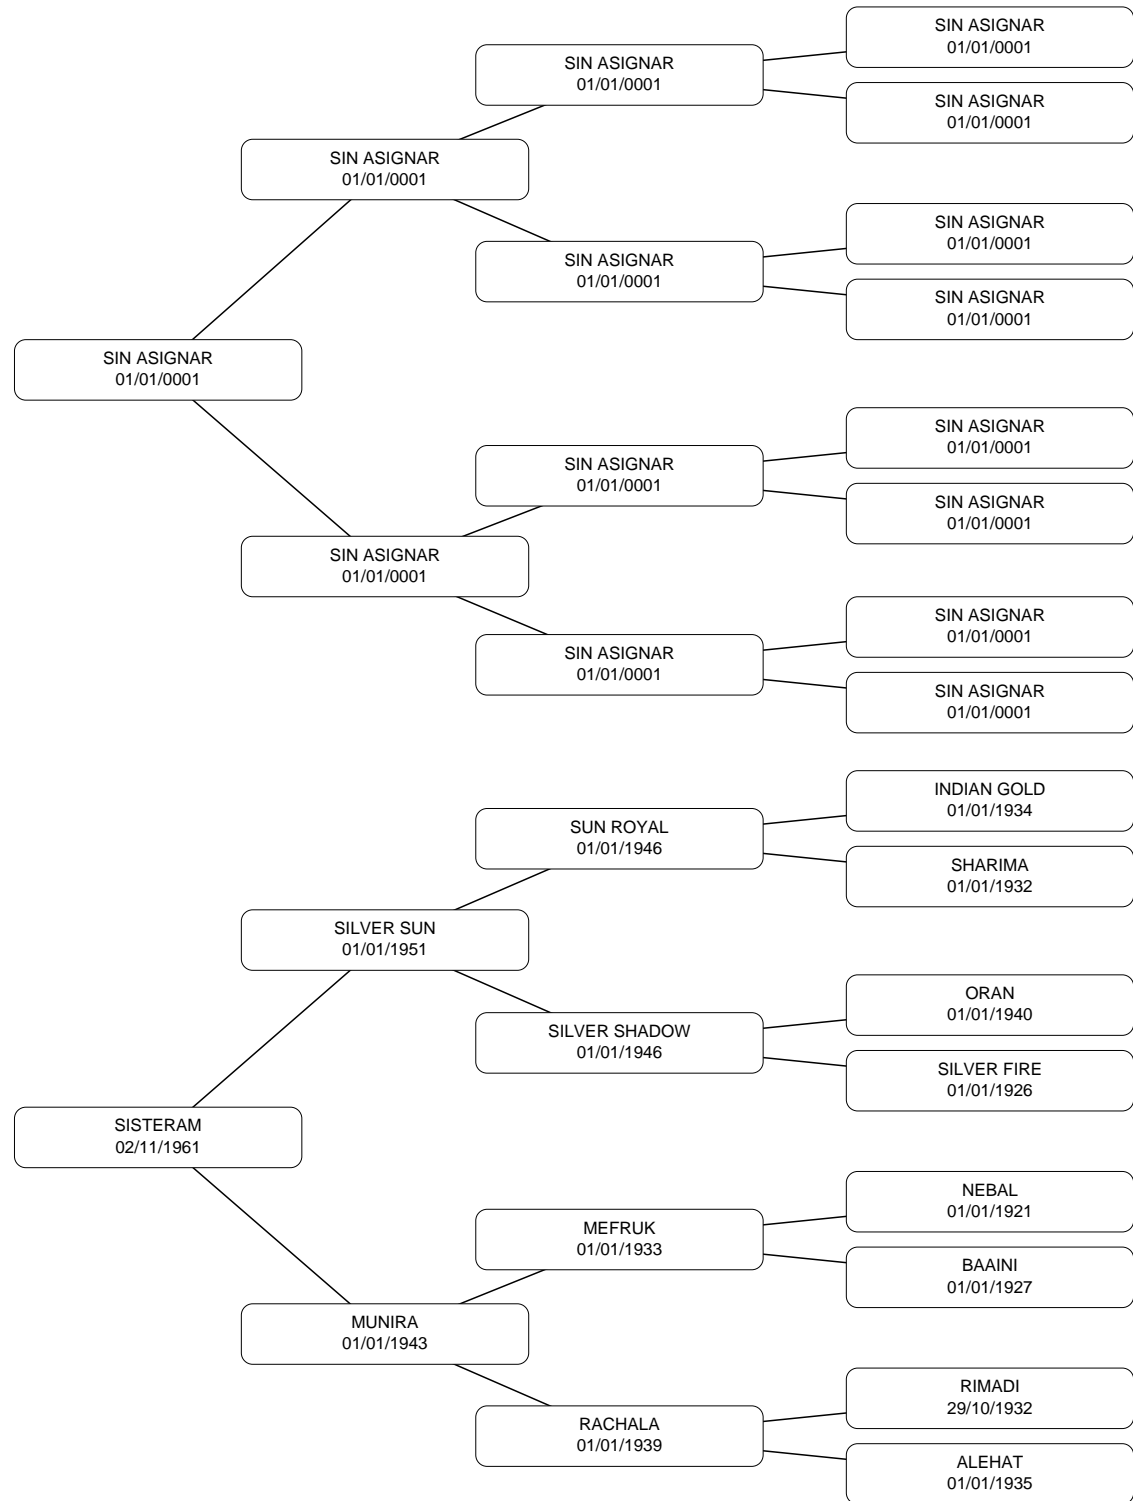 SIN ASIGNAR
01/01/0001
SIN ASIGNAR
01/01/0001
SIN ASIGNAR
01/01/0001
SIN ASIGNAR
01/01/0001
SIN ASIGNAR
01/01/0001
SIN ASIGNAR
01/01/0001
SIN ASIGNAR
01/01/0001
SIN ASIGNAR
01/01/0001
SIN ASIGNAR
01/01/0001
SIN ASIGNAR
01/01/0001
SIN ASIGNAR
01/01/0001
SIN ASIGNAR
01/01/0001
SIN ASIGNAR
01/01/0001
SIN ASIGNAR
01/01/0001
SIN ASIGNAR
01/01/0001
INDIAN GOLD
01/01/1934
SUN ROYAL
01/01/1946
SHARIMA
01/01/1932
SILVER SUN
01/01/1951
ORAN
01/01/1940
SILVER SHADOW
01/01/1946
SILVER FIRE
01/01/1926
SISTERAM
02/11/1961
NEBAL
01/01/1921
MEFRUK
01/01/1933
BAAINI
01/01/1927
MUNIRA
01/01/1943
RIMADI
29/10/1932
RACHALA
01/01/1939
ALEHAT
01/01/1935